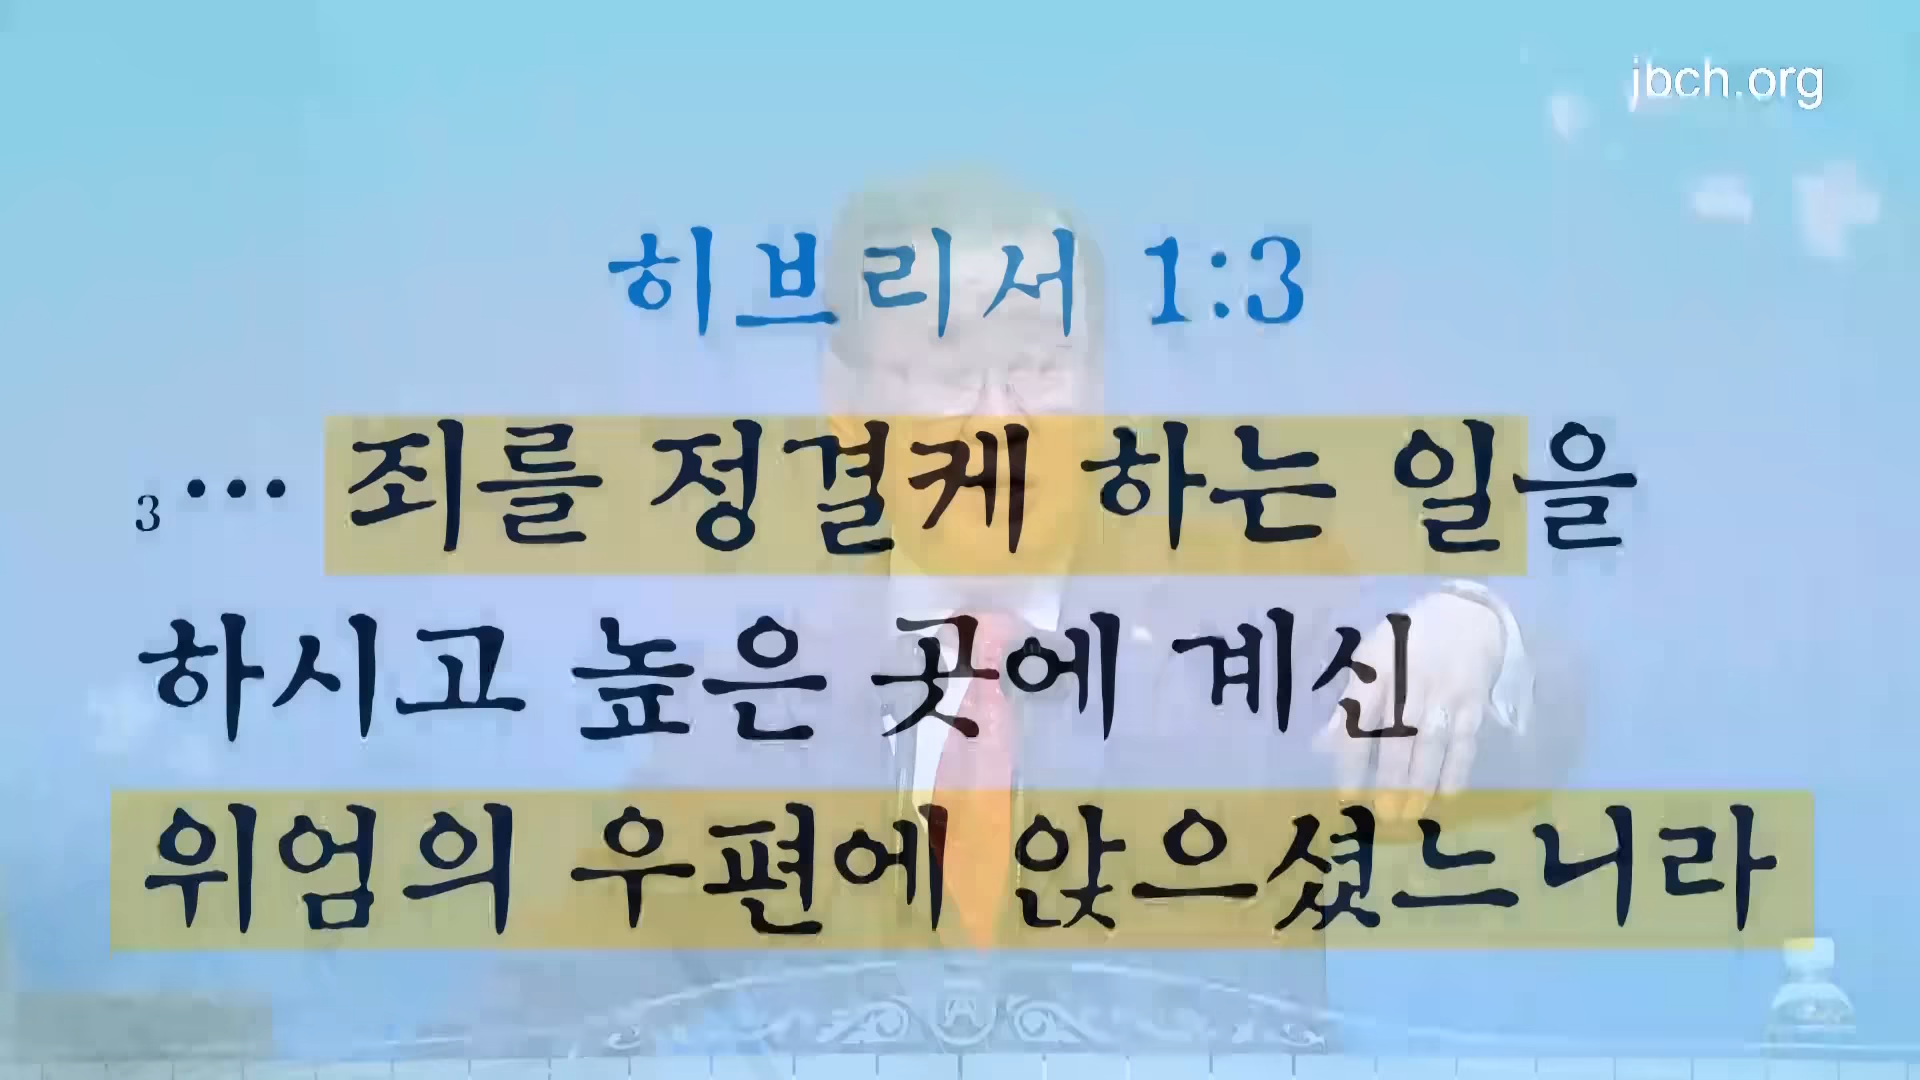 jbch.org
히브리서 1:3
3… 죄를 정결케 하는 일을
하시고 높은 곳에 계신
위엄의 우편에 앉으셨느니라